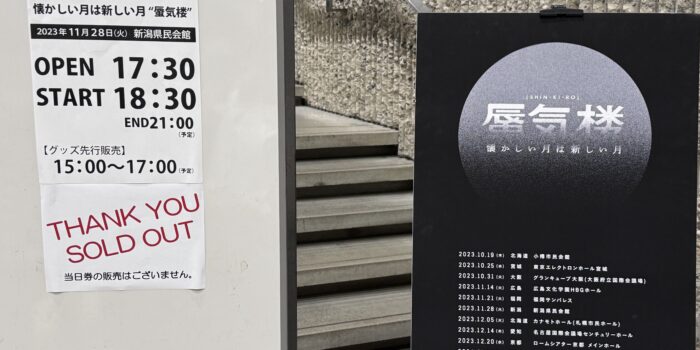 懐かしい月は新しい月 “蜃気楼”
2023年11月28日(火) 新潟県民会館
OPEN 17:30
START 18:30
END21:00
(予定)
【グッズ先行販売】
15:00〜17:00(予定)
THANK YOU
SOLD OUT
当日券の販売はございません。
[SHIN-KI-RO]
蜃気楼
懐かしい月は新しい月
2023.10.19(木) 北海道 小樽市民会館
2023.10.25(水) 宮城 東京エレクトロンホール宮城
2023.10.31(火) 大阪 グランキューブ大阪(大阪府立国際会議場)
2023.11.14(火) 広島 広島文化学園HBGホール
2023.11.21(火) 福岡 福岡サンパレス
2023.11.28(火) 新潟 新潟県民会館
2023.12.05(火) 北海道 カナモトホール(札幌市民ホール)
2023.12.14(木) 愛知 名古屋国際会議場センチュリーホール
2023.12.20(水) 京都 ロームシアター京都 メインホール